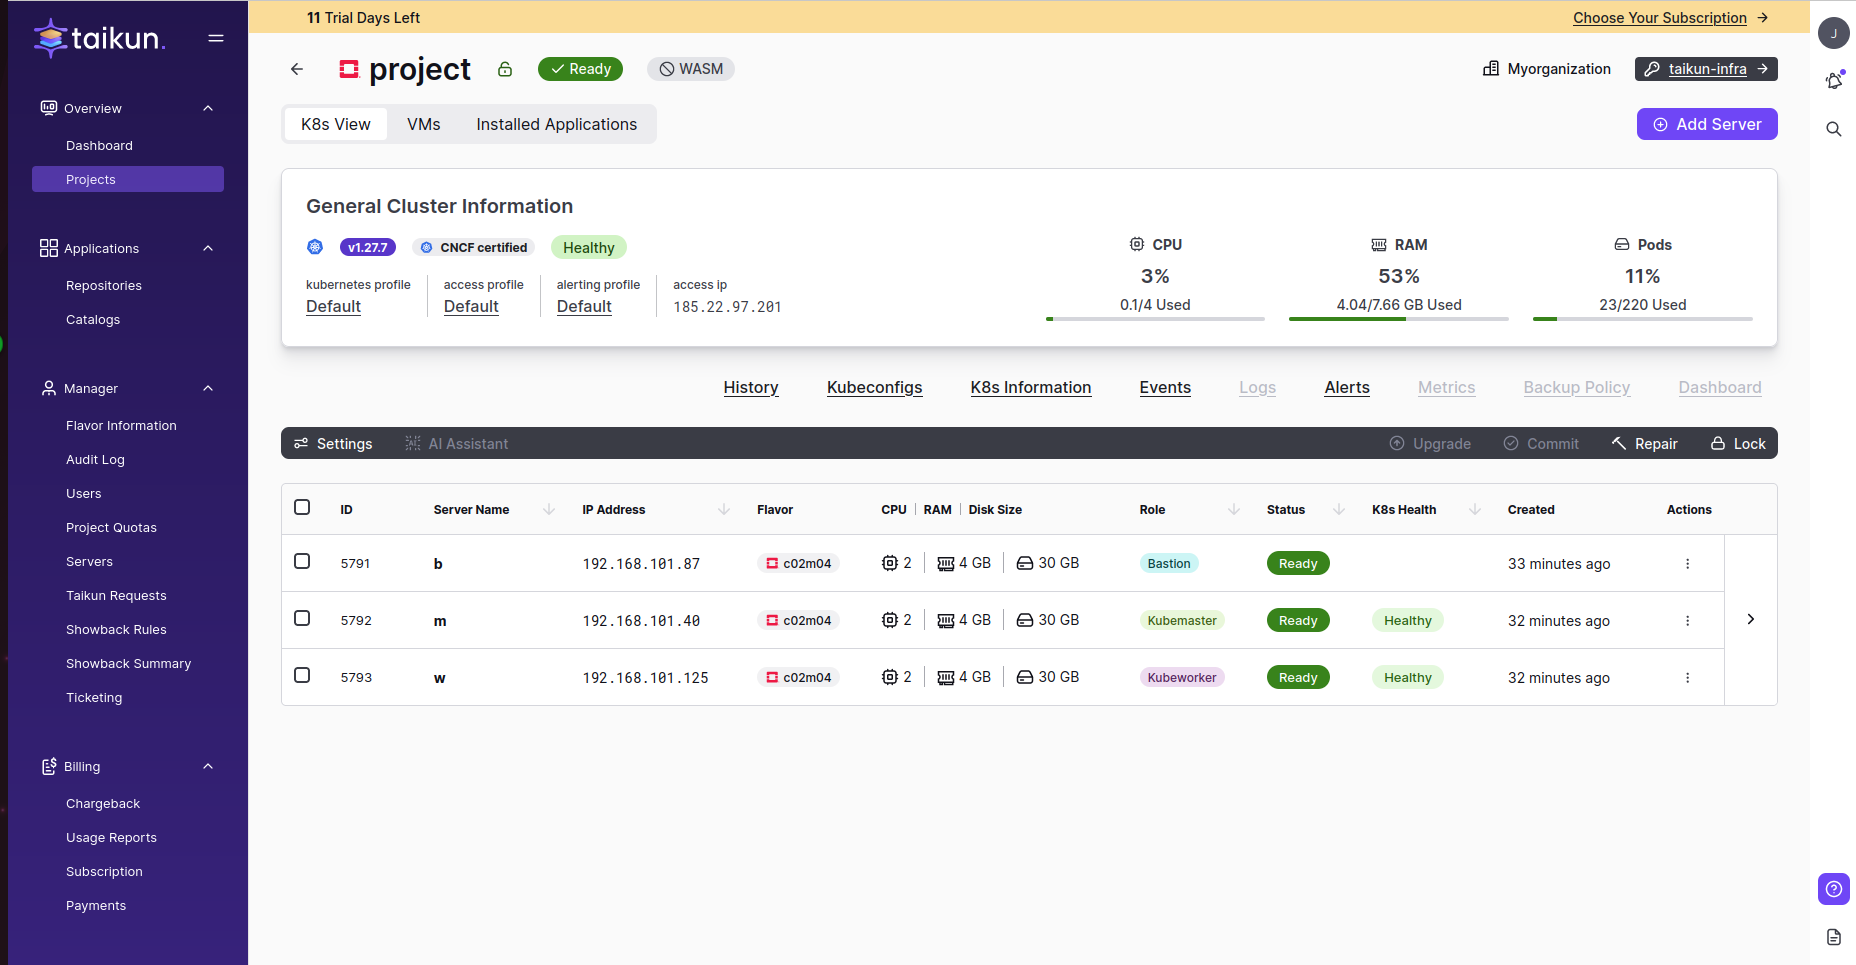 11 Trial Days Left
Choose Your Subscription
taikun.
J
project
Ready
WASM
Myorganization
taikun-infra
Overview
Dashboard
Projects
Applications
Repositories
Catalogs
Manager
Flavor Information
Audit Log
Users
Project Quotas
Servers
Taikun Requests
Showback Rules
Showback Summary
Ticketing
Billing
Chargeback
Usage Reports
Subscription
Payments
K8s View
VMs
Installed Applications
Add Server
General Cluster Information
v1.27.7
CNCF certified
Healthy
kubernetes profile
Default
access profile
Default
alerting profile
Default
access ip
185.22.97.201
CPU
3%
0.1/4 Used
RAM
53%
4.04/7.66 GB Used
Pods
11%
23/220 Used
History
Kubeconfigs
K8s Information
Events
Logs
Alerts
Metrics
Backup Policy
Dashboard
Settings
AI Assistant
Upgrade
Commit
Repair
Lock
ID Server Name IP Address Flavor CPU RAM Disk Size Role Status K8s Health Created Actions
5791 b 192.168.101.87 c02m04 2 4 GB 30 GB Bastion Ready 33 minutes ago
5792 m 192.168.101.40 c02m04 2 4 GB 30 GB Kubemaster Ready Healthy 32 minutes ago
5793 w 192.168.101.125 c02m04 2 4 GB 30 GB Kubeworker Ready Healthy 32 minutes ago